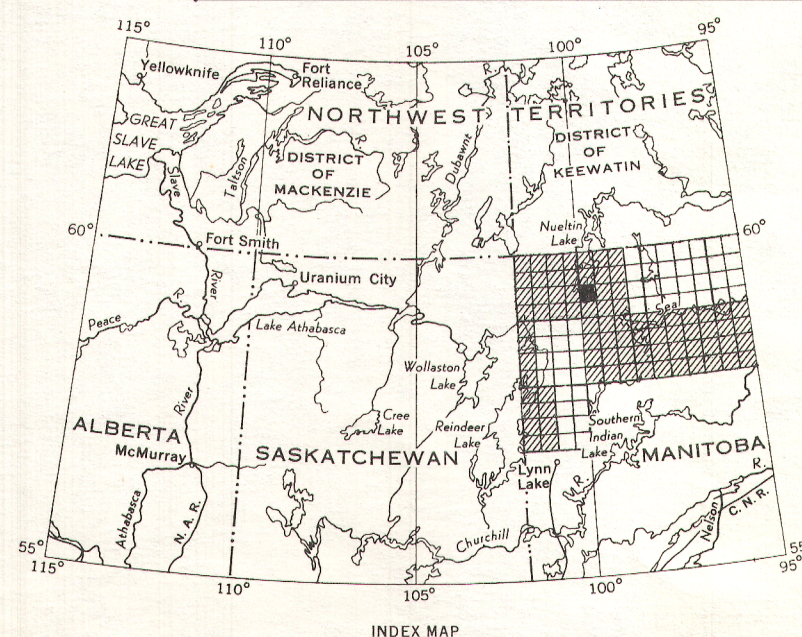 115°
110°
105°
100°
95°
Yellowknife
Fort
Reliance
R.
NORTHWEST TERRITORIES
GREAT
SLAVE
LAKE
Slave
River
Taltson
DISTRICT
OF
MACKENZIE
Dubawnt
DISTRICT
OF
KEEWATIN
60°
Fort Smith
Nueltin
Lake
60°
Uranium City
Peace
R.
Lake Athabasca
Seal
Wollaston
Lake
River
Cree
Lake
Reindeer
Lake
Southern
Indian
Lake
ALBERTA
McMurray
SASKATCHEWAN
MANITOBA
Lynn
Lake
Athabasca
N. A. R.
Churchill
Nelson
R.
C. N. R.
55°
115°
110°
105°
100°
95°
INDEX MAP